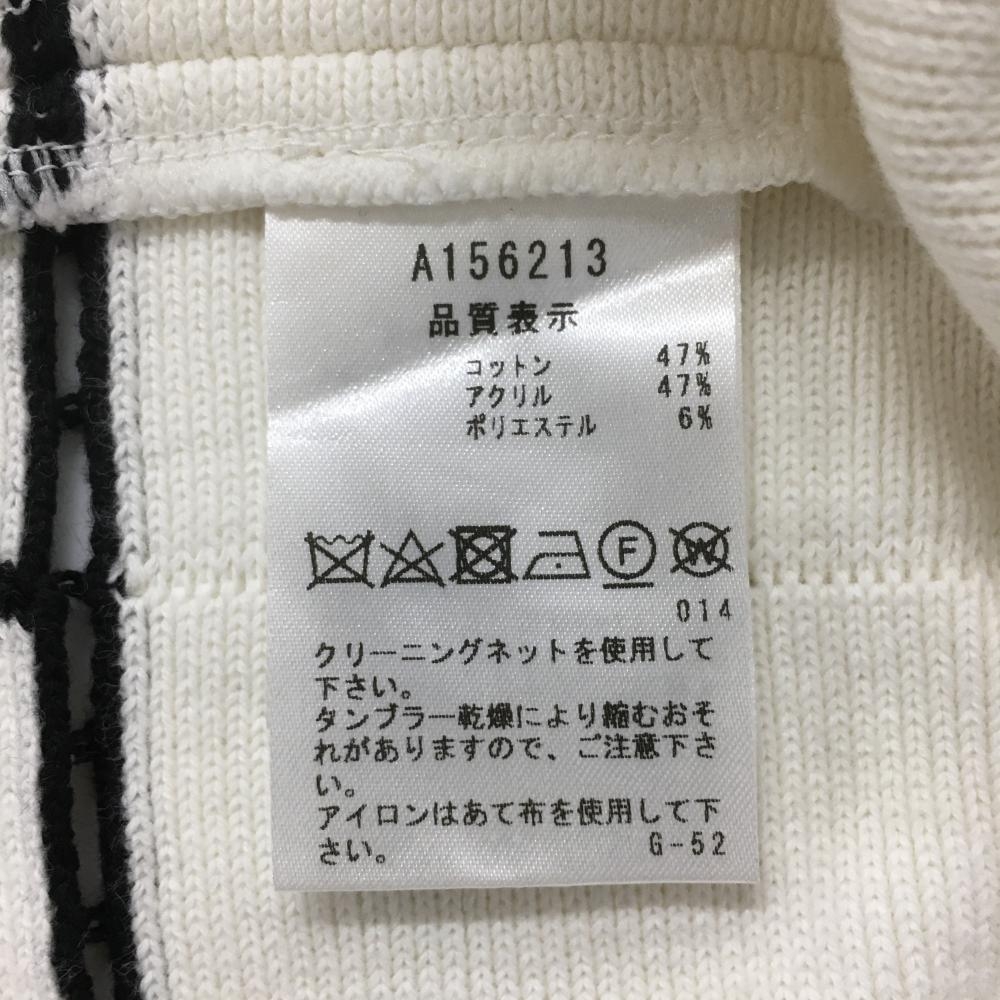 A156213
品質表示
コットン 47%
アクリル 47%
ポリエステル 6%
F W
014
クリーニングネットを使用して
下さい。
タンブラー乾燥により縮むおそ
れがありますので、ご注意下さ
い。
アイロンはあて布を使用して下
さい。 G-52